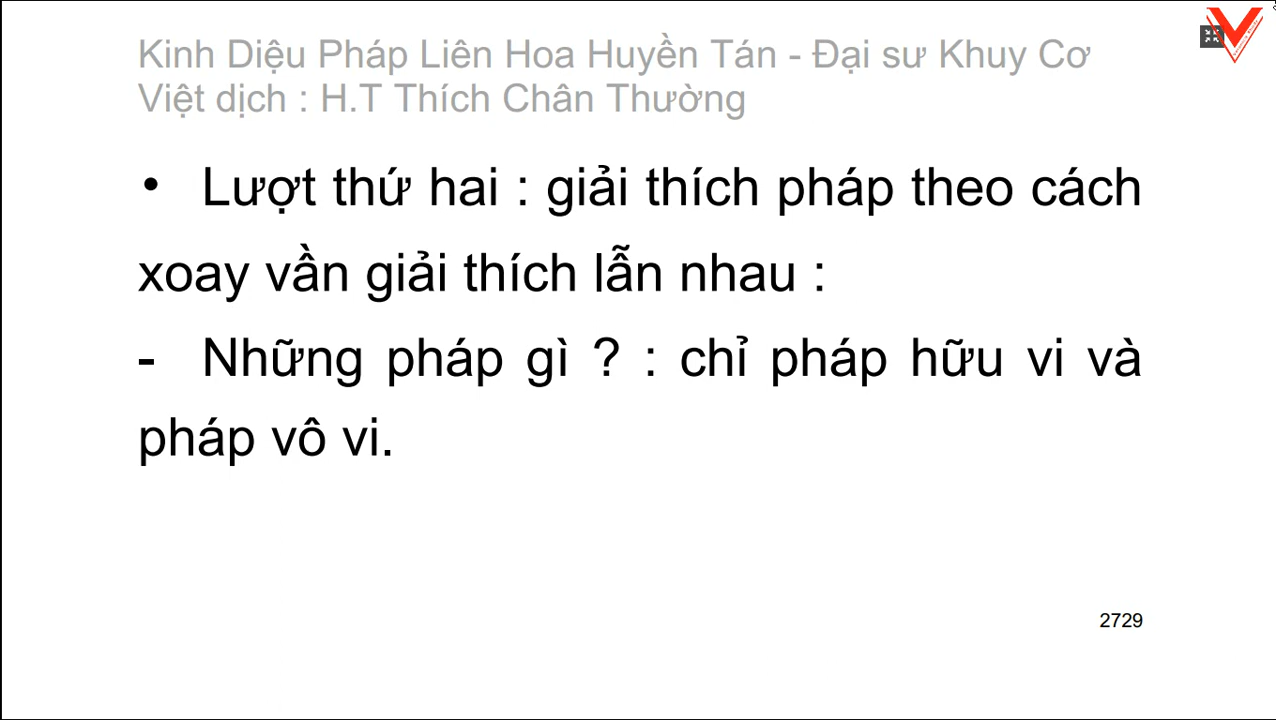 Kinh Diệu Pháp Liên Hoa Huyền Tán - Đại sư Khuy Cơ
Việt dịch : H.T Thích Chân Thường
• Lượt thứ hai : giải thích pháp theo cách
xoay vần giải thích lẫn nhau :
- Những pháp gì ? : chỉ pháp hữu vi và
pháp vô vi.
2729